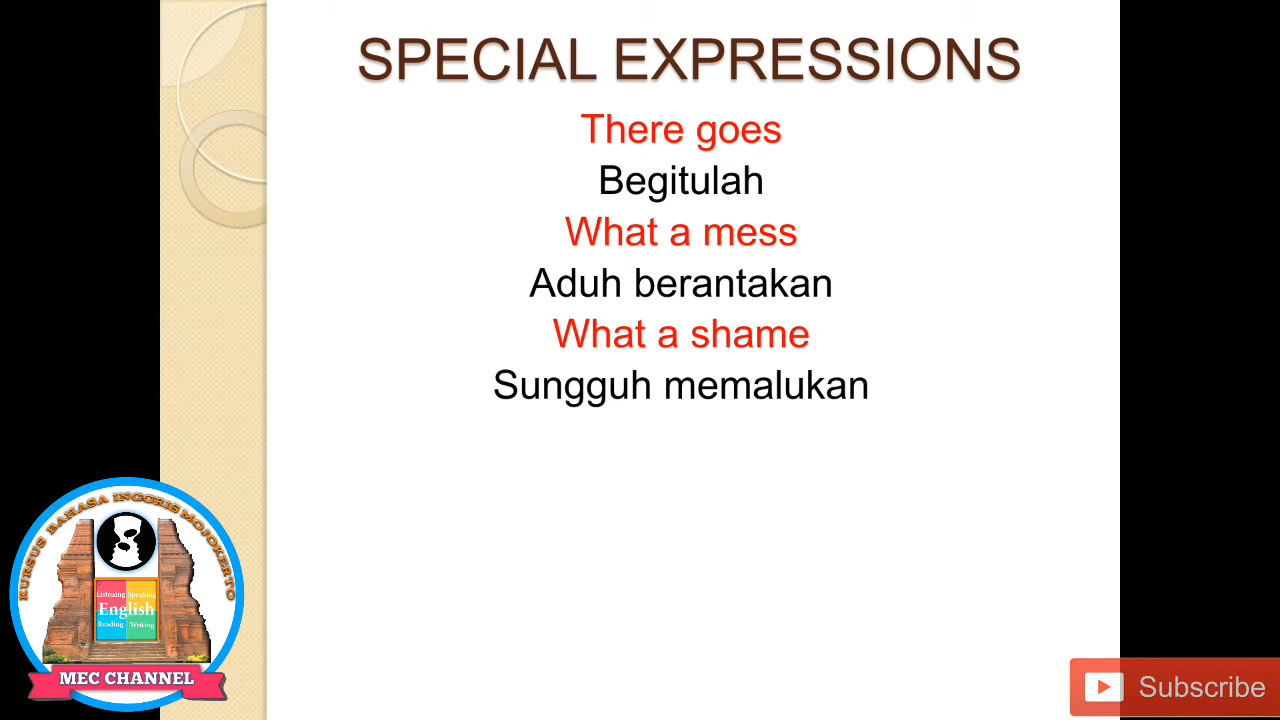 SPECIAL EXPRESSIONS
There goes
Begitulah
What a mess
Aduh berantakan
What a shame
Sungguh memalukan
KURSUS BAHASA INGGRIS MOJOKERTO
Listening Speaking
English
Reading Writing
MEC CHANNEL
Subscribe